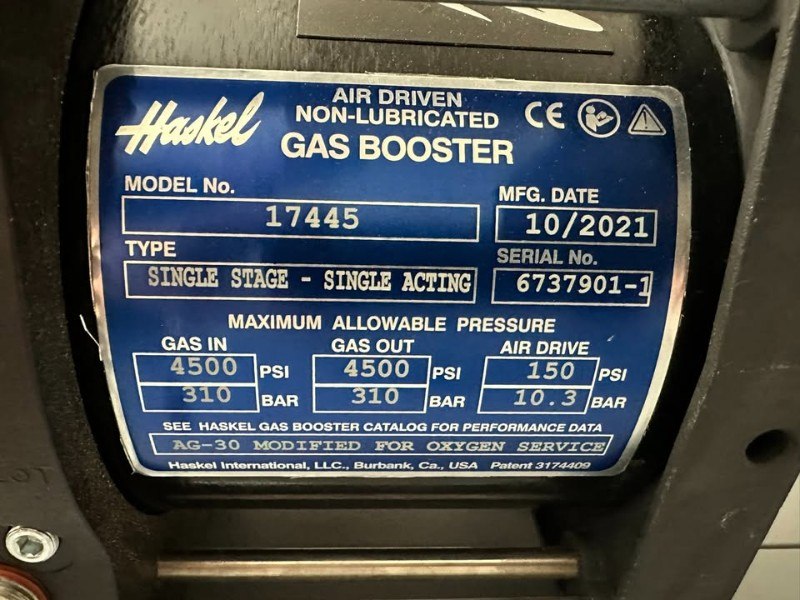 Haskel
AIR DRIVEN
NON-LUBRICATED
GAS BOOSTER
CE
MODEL No.
17445
MFG. DATE
10/2021
TYPE
SINGLE STAGE - SINGLE ACTING
SERIAL No.
6737901-1
MAXIMUM ALLOWABLE PRESSURE
GAS IN GAS OUT AIR DRIVE
4500 PSI 4500 PSI 150 PSI
310 BAR 310 BAR 10.3 BAR
SEE HASKEL GAS BOOSTER CATALOG FOR PERFORMANCE DATA
AG-30 MODIFIED FOR OXYGEN SERVICE
Haskel International, LLC., Burbank, Ca., USA Patent 3174409